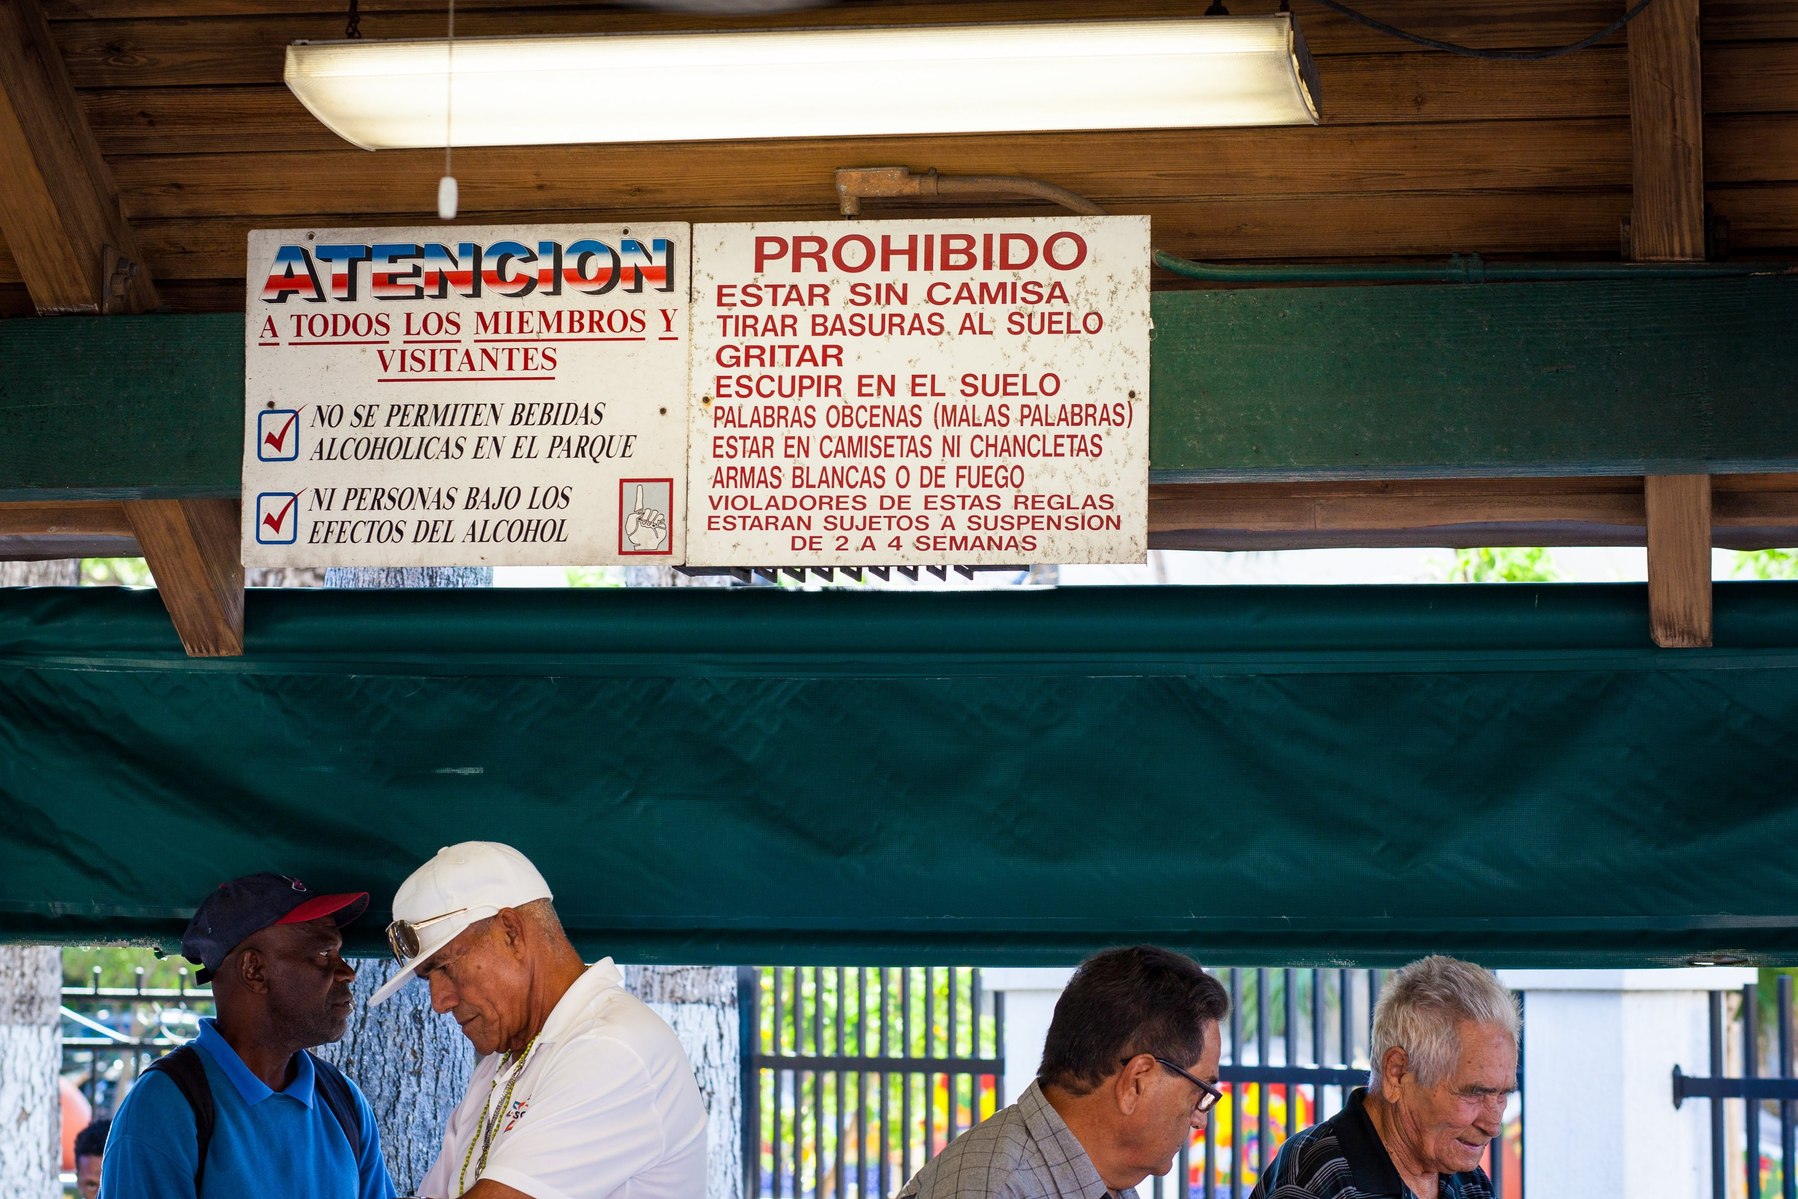 ATENCION
A TODOS LOS MIEMBROS Y
VISITANTES
NO SE PERMITEN BEBIDAS
ALCOHOLICAS EN EL PARQUE
NI PERSONAS BAJO LOS
EFECTOS DEL ALCOHOL
PROHIBIDO
ESTAR SIN CAMISA
TIRAR BASURAS AL SUELO
GRITAR
ESCUPIR EN EL SUELO
PALABRAS OBCENAS (MALAS PALABRAS)
ESTAR EN CAMISETAS NI CHANCLETAS
ARMAS BLANCAS O DE FUEGO
VIOLADORES DE ESTAS REGLAS
ESTARAN SUJETOS A SUSPENSION
DE 2 A 4 SEMANAS